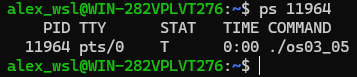 alex_wsl@WIN-282VPLVT276:~$ ps 11964
PID TTY STAT TIME COMMAND
11964 pts/0 T 0:00 ./os03_05
alex_wsl@WIN-282VPLVT276:~$